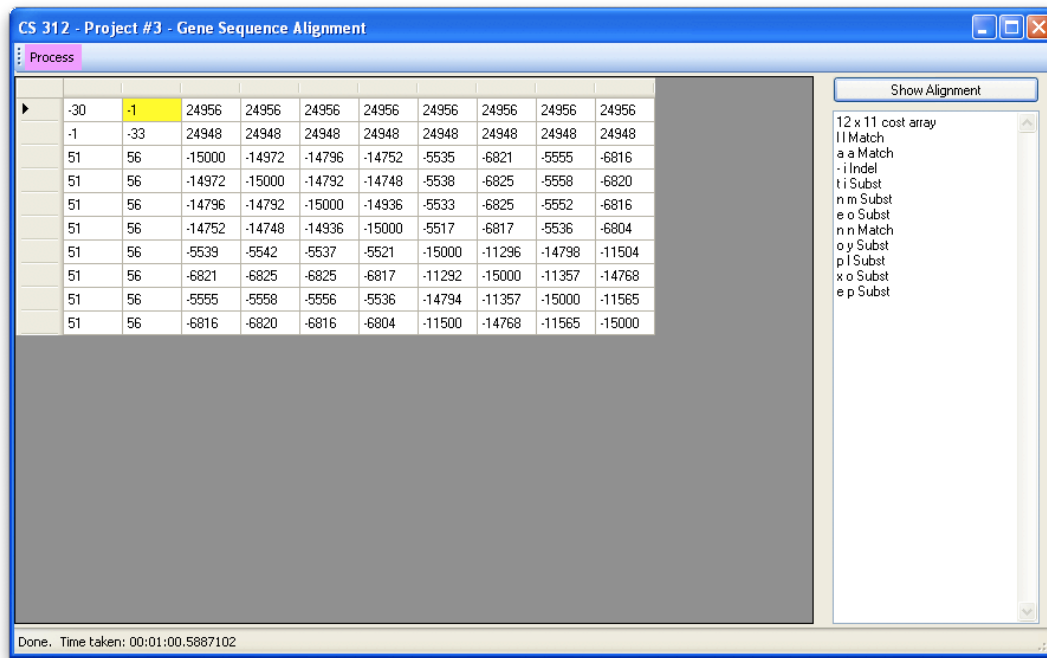 CS 312 - Project #3 - Gene Sequence Alignment
Process
-30 -1 24956 24956 24956 24956 24956 24956 24956 24956
-1 -33 24948 24948 24948 24948 24948 24948 24948 24948
51 56 -15000 -14972 -14796 -14752 -5535 -6821 -5555 -6816
51 56 -14972 -15000 -14792 -14748 -5538 -6825 -5558 -6820
51 56 -14796 -14792 -15000 -14936 -5533 -6825 -5552 -6816
51 56 -14752 -14748 -14936 -15000 -5517 -6817 -5536 -6804
51 56 -5539 -5542 -5537 -5521 -15000 -11296 -14798 -11504
51 56 -6821 -6825 -6825 -6817 -11292 -15000 -11357 -14768
51 56 -5555 -5558 -5556 -5536 -14794 -11357 -15000 -11565
51 56 -6816 -6820 -6816 -6804 -11500 -14768 -11565 -15000
Show Alignment
12 x 11 cost array
l l Match
a a Match
- i Indel
t i Subst
n m Subst
e o Subst
n n Match
o y Subst
p l Subst
x o Subst
e p Subst
Done. Time taken: 00:01:00.5887102